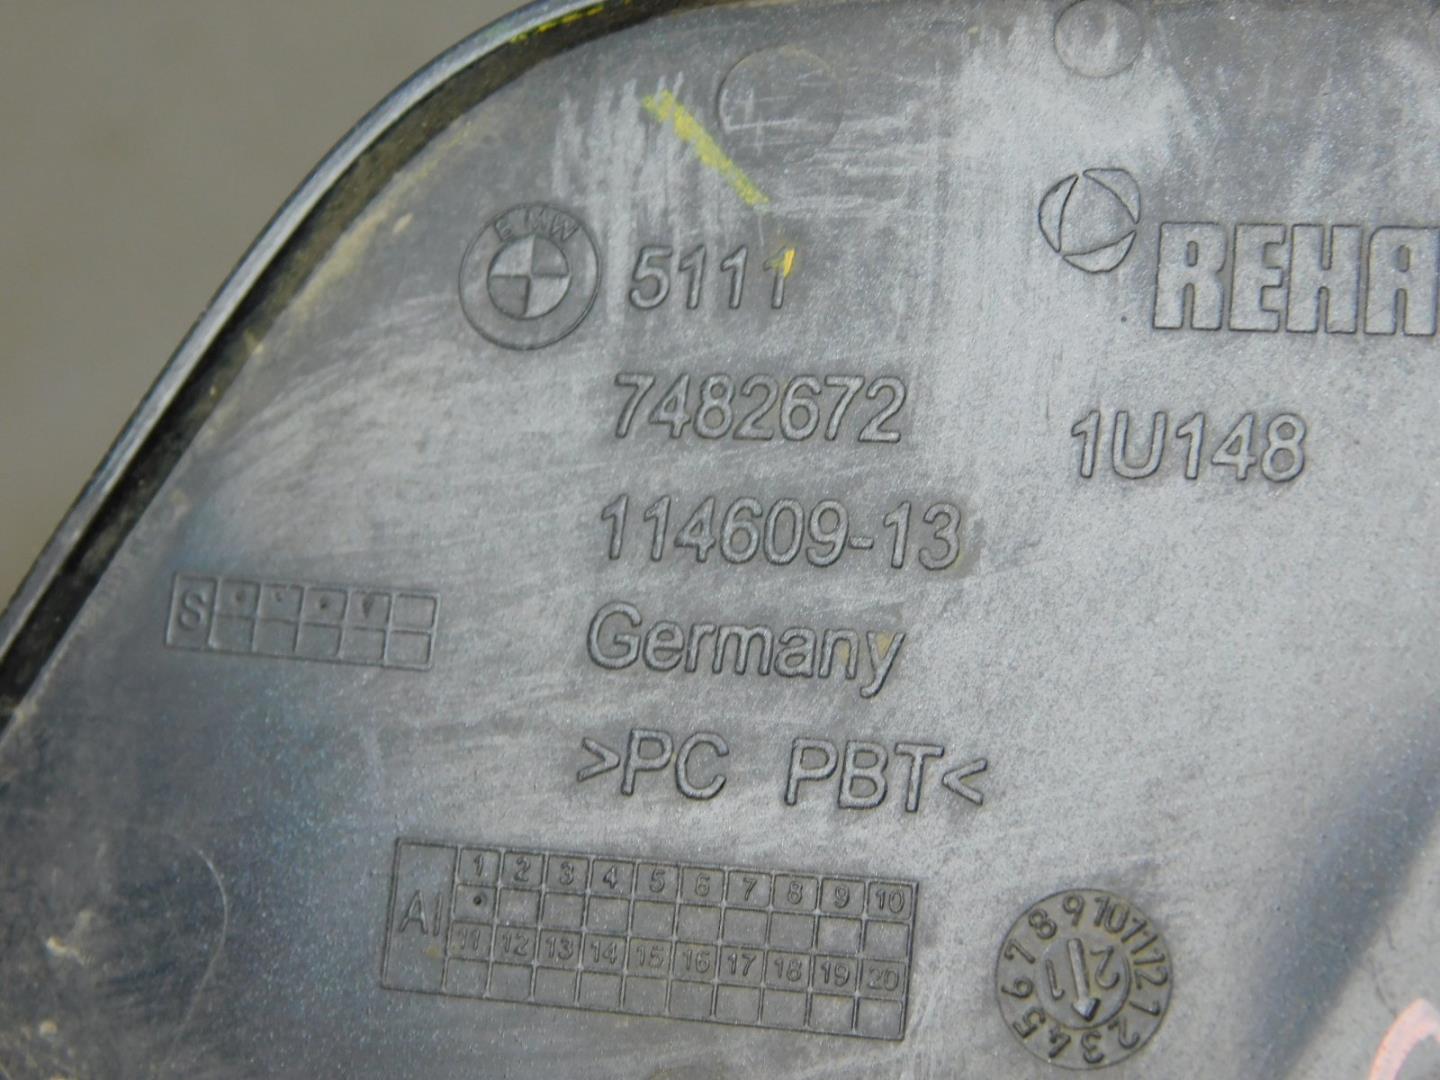 BMW
5111
REHA
7482672
1U148
114609-13
S
Germany
>PC PBT<
AI
1 2 3 4 5 6 7 8 9 10
11 12 13 14 15 16 17 18 19 20
1 2 3 4 5 6 7 8 9 10 11 12
21